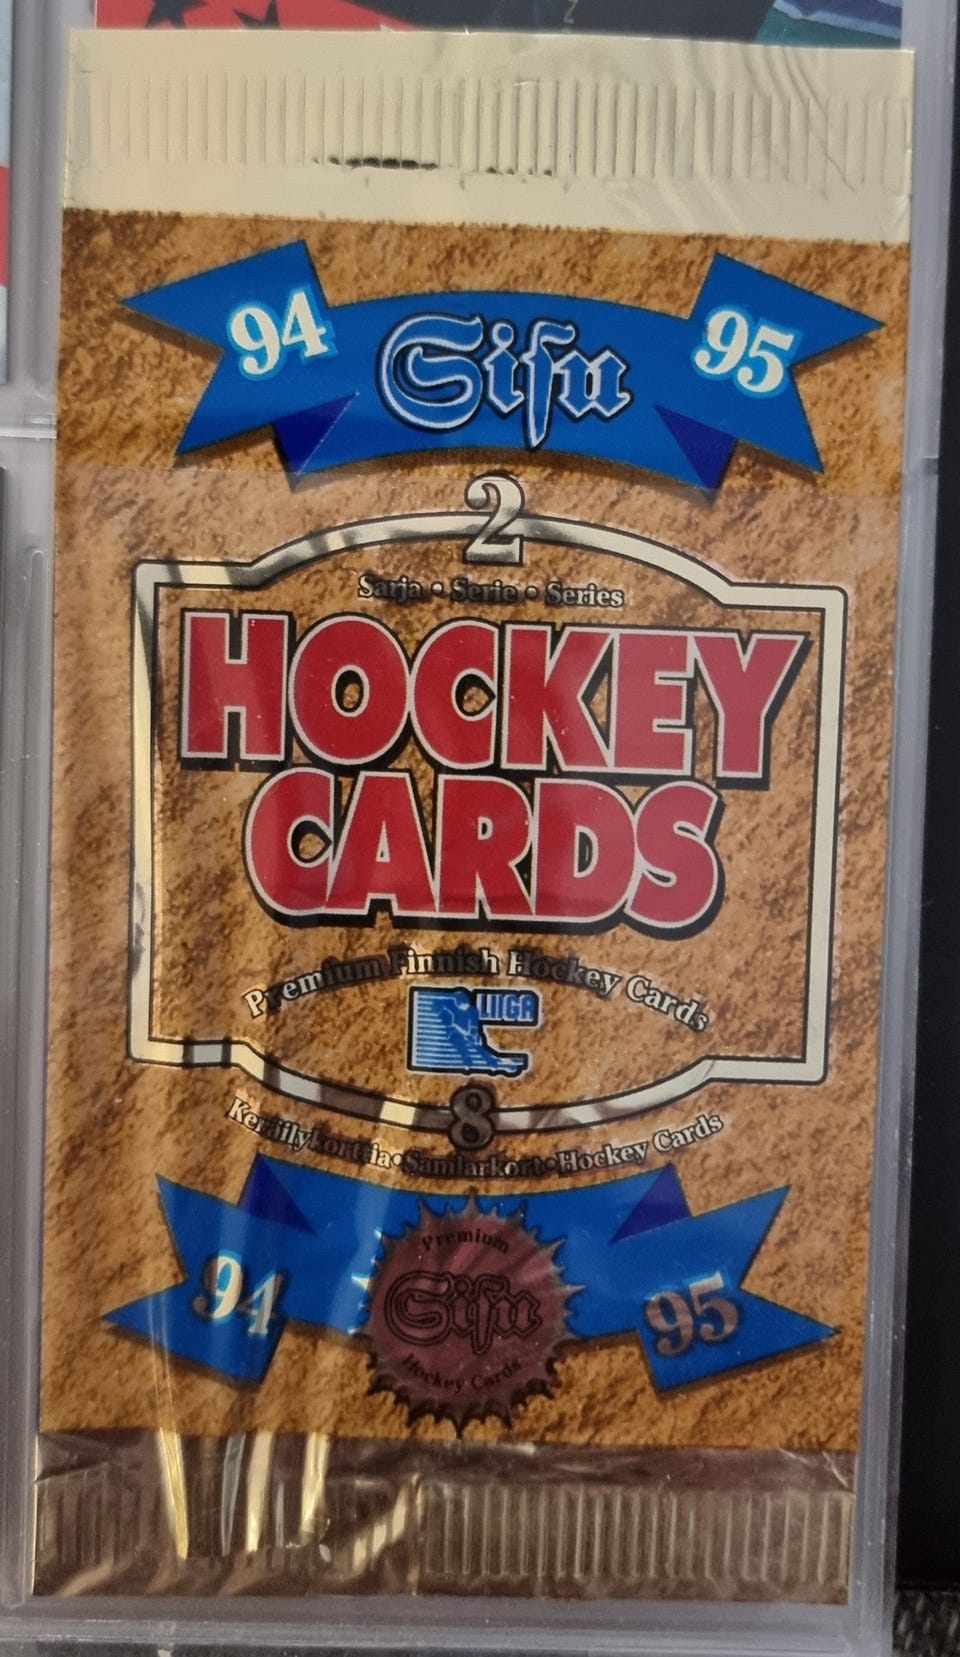 94 Siſu 95
2
Sarja • Serie • Series
HOCKEY
CARDS
Premium Finnish Hockey Cards
LIIGA
8
Keräilykorttia • Samlarkort • Hockey Cards
94 95
Premium
Siſu
Hockey Cards